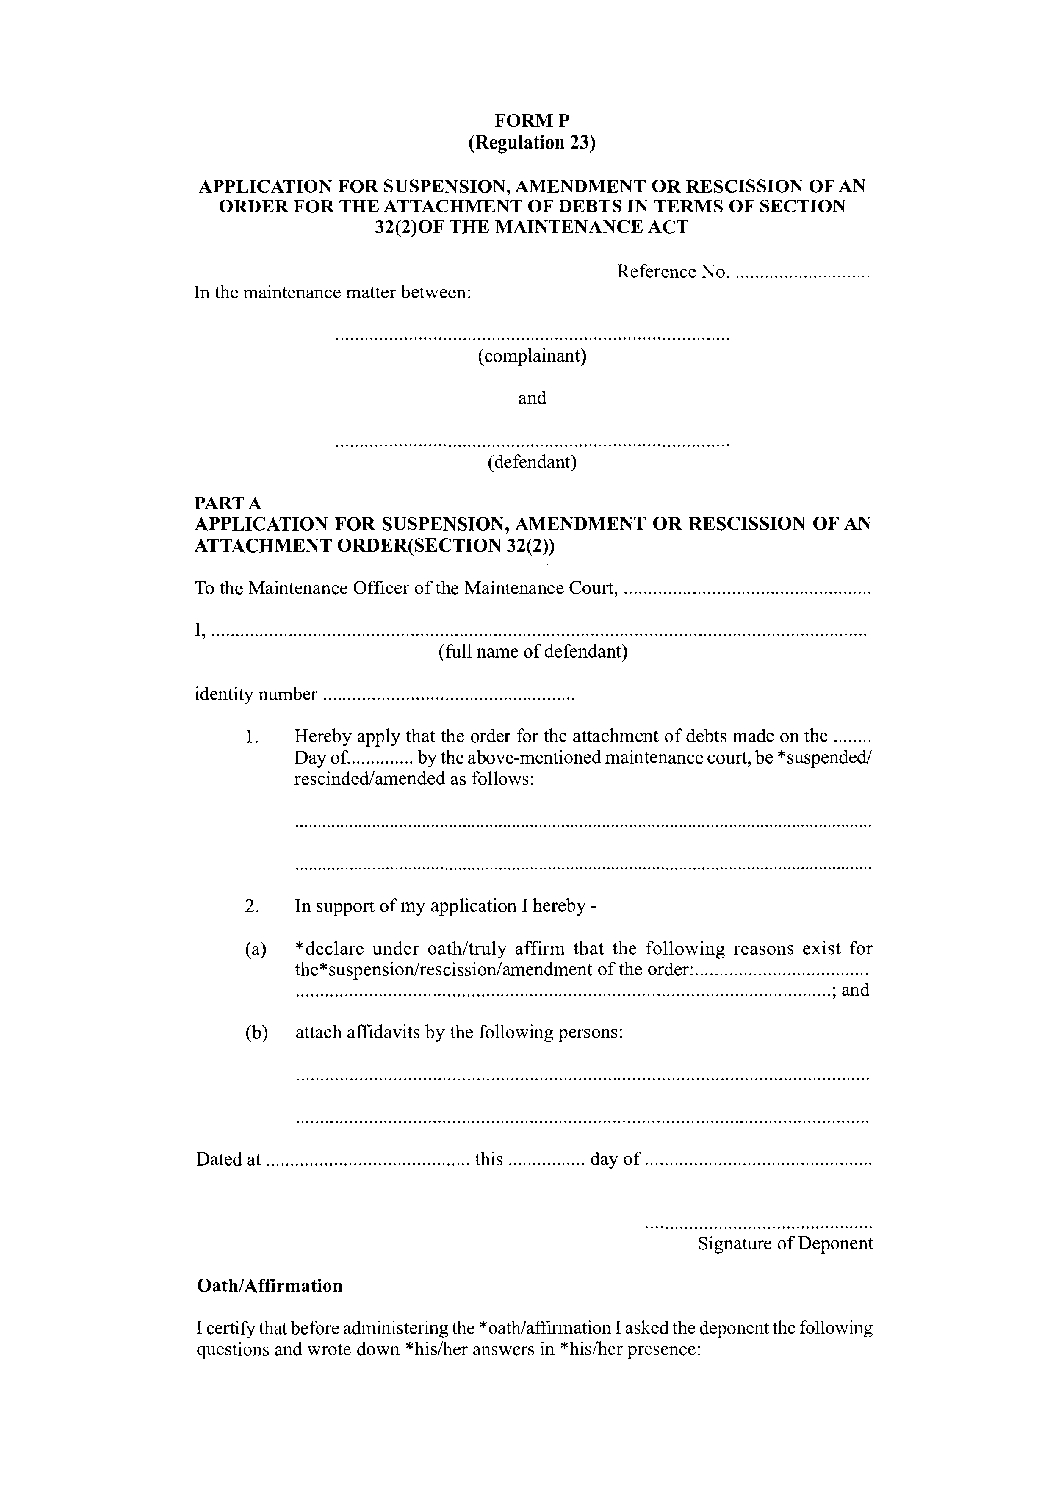 FORM P
(Regulation 23)
APPLICATION FOR SUSPENSION, AMENDMENT OR RESCISSION OF AN
ORDER FOR THE ATTACHMENT OF DEBTS IN TERMS OF SECTION
32(2)OF THE MAINTENANCE ACT
Reference No. .............................
In the maintenance matter between:
.....................................................................................
(complainant)
and
.....................................................................................
(defendant)
PART A
APPLICATION FOR SUSPENSION, AMENDMENT OR RESCISSION OF AN
ATTACHMENT ORDER(SECTION 32(2))
To the Maintenance Officer of the Maintenance Court, .....................................................
I, .............................................................................................................................................
(full name of defendant)
identity number ......................................................
1. Hereby apply that the order for the attachment of debts made on the ........
Day of.............. by the above-mentioned maintenance court, be *suspended/
rescinded/amended as follows:
............................................................................................................................
............................................................................................................................
2. In support of my application I hereby -
(a) *declare under oath/truly affirm that the following reasons exist for
the*suspension/rescission/amendment of the order:.....................................
...................................................................................................................; and
(b) attach affidavits by the following persons:
...........................................................................................................................
...........................................................................................................................
Dated at ............................................ this ................ day of .................................................
.................................................
Signature of Deponent
Oath/Affirmation
I certify that before administering the *oath/affirmation I asked the deponent the following
questions and wrote down *his/her answers in *his/her presence: